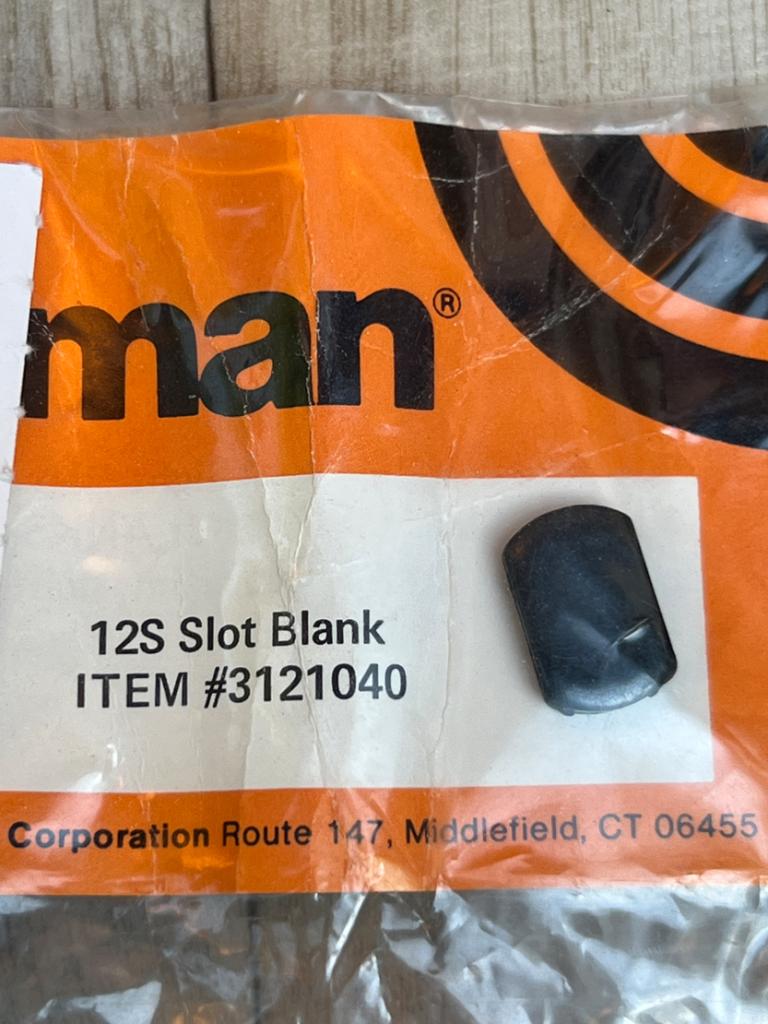 man®
12S Slot Blank
ITEM #3121040
Corporation Route 147, Middlefield, CT 06455